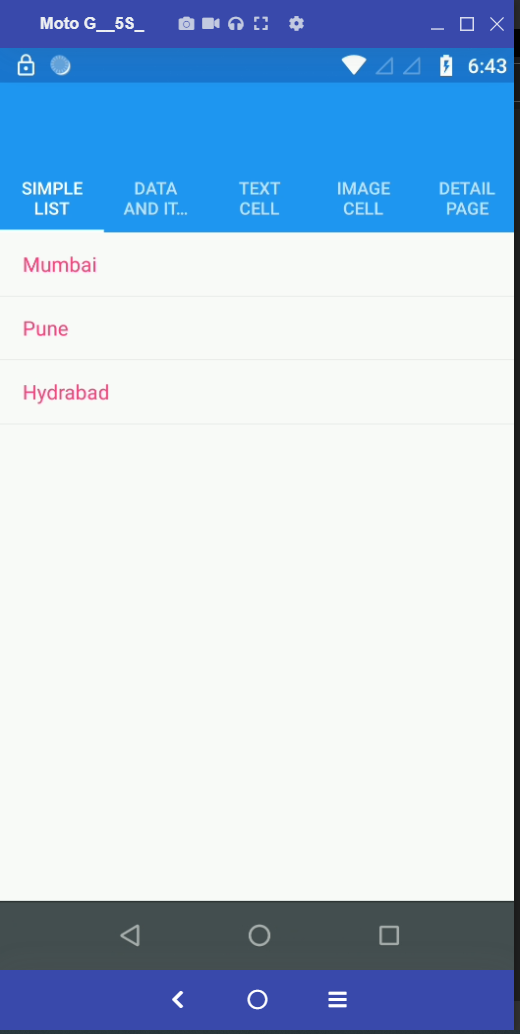 Moto G__5S_
6:43
SIMPLE
LIST
DATA
AND IT...
TEXT
CELL
IMAGE
CELL
DETAIL
PAGE
Mumbai
Pune
Hydrabad